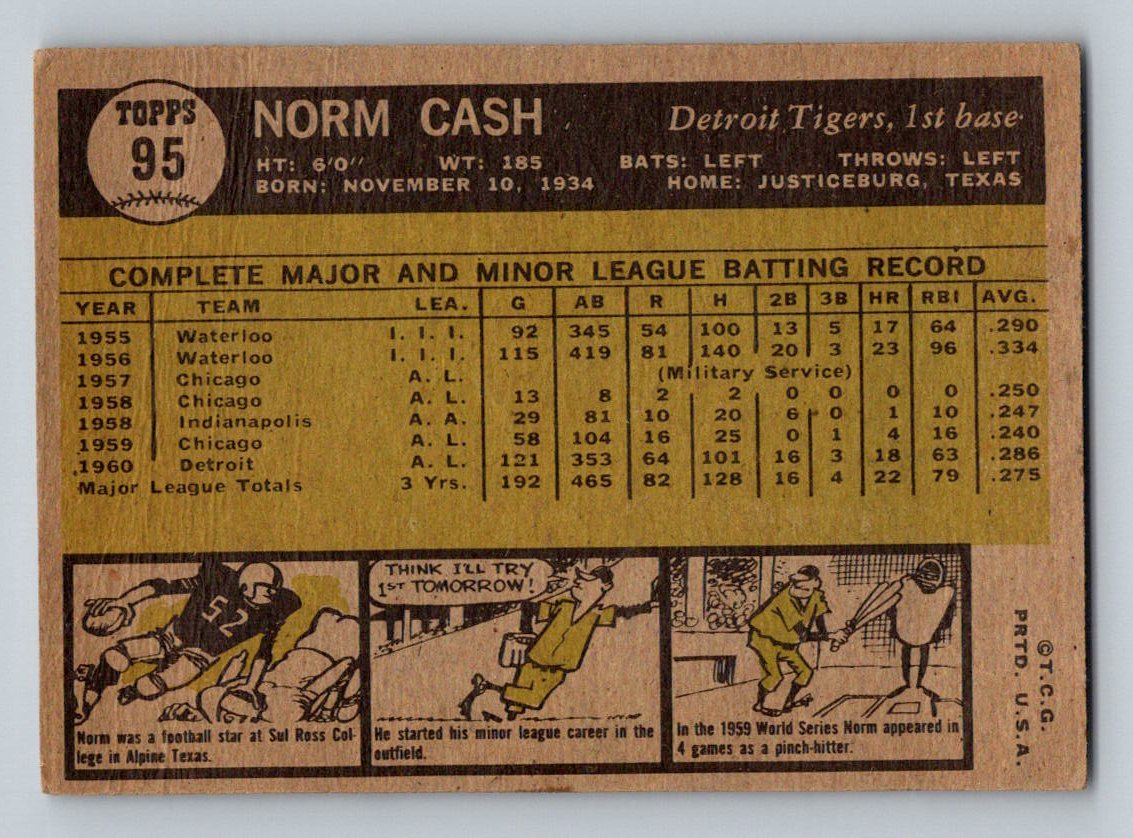 TOPPS
95
NORM CASH
Detroit Tigers, 1st base
HT: 6'0" WT: 185 BATS: LEFT THROWS: LEFT
BORN: NOVEMBER 10, 1934 HOME: JUSTICEBURG, TEXAS
COMPLETE MAJOR AND MINOR LEAGUE BATTING RECORD
YEAR TEAM LEA. G AB R H 2B 3B HR RBI AVG.
1955 Waterloo I. I. I. 92 345 54 100 13 5 17 64 .290
1956 Waterloo I. I. I. 115 419 81 140 20 3 23 96 .334
1957 Chicago A. L. (Military Service)
1958 Chicago A. L. 13 8 2 2 0 0 0 0 .250
1958 Indianapolis A. A. 29 81 10 20 6 0 1 10 .247
1959 Chicago A. L. 58 104 16 25 0 1 4 16 .240
1960 Detroit A. L. 121 353 64 101 16 3 18 63 .286
Major League Totals 3 Yrs. 192 465 82 128 16 4 22 79 .275
52
Norm was a football star at Sul Ross Col-
lege in Alpine Texas.
THINK I'LL TRY
1ST TOMORROW!
He started his minor league career in the
outfield.
In the 1959 World Series Norm appeared in
4 games as a pinch-hitter.
©T.C.G.
PRTD. U.S.A.